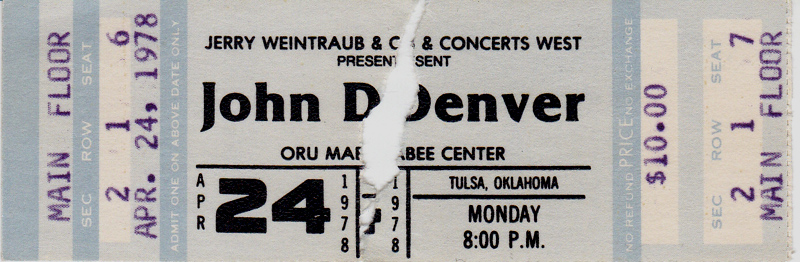 MAIN FLOOR
SEC ROW SEAT
2 1 6
APR. 24, 1978
ADMIT ONE ON ABOVE DATE ONLY
JERRY WEINTRAUB & C & CONCERTS WEST
PRESENT SENT
John D Denver
ORU MA ABEE CENTER
APR 24 1978 1978
TULSA, OKLAHOMA
MONDAY
8:00 P.M.
NO REFUND PRICE NO EXCHANGE
$10.00
SEC ROW SEAT
2 1 7
MAIN FLOOR